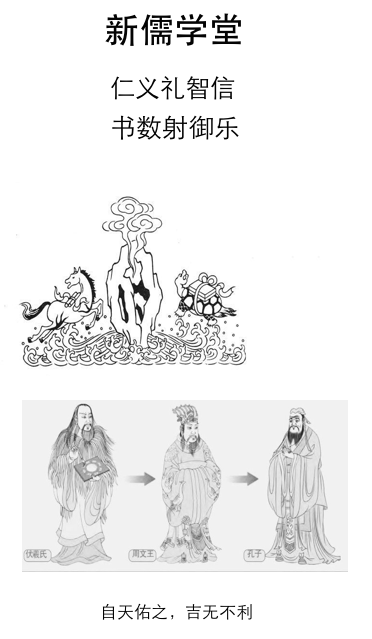 新儒学堂
仁义礼智信
书数射御乐
伏羲氏
周文王
孔子
自天佑之，吉无不利